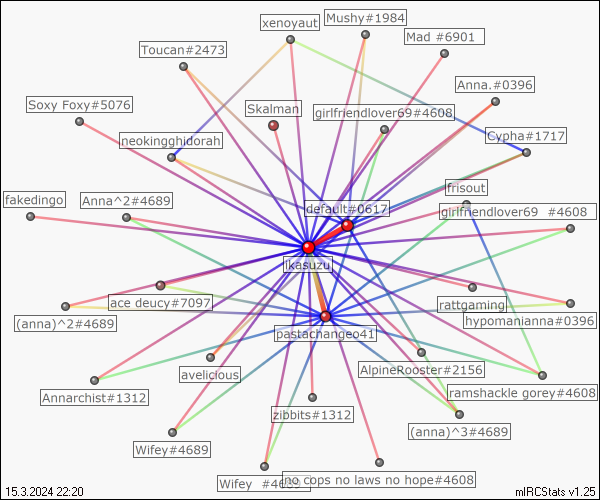 xenoyaut
Mushy#1984
Mad #6901
Toucan#2473
Anna.#0396
Soxy Foxy#5076
Skalman
girlfriendlover69#4608
neokingghidorah
Cypha#1717
frisout
fakedingo
Anna^2#4689
default#0617
girlfriendlover69 #4608
ikasuzu
ace deucy#7097
rattgaming
(anna)^2#4689
hypomanianna#0396
pastachangeo41
avelicious
AlpineRooster#2156
Annarchist#1312
ramshackle gorey#4608
zibbits#1312
(anna)^3#4689
Wifey#4689
Wifey #4689
no cops no laws no hope#4608
15.3.2024 22:20
mIRCStats v1.25